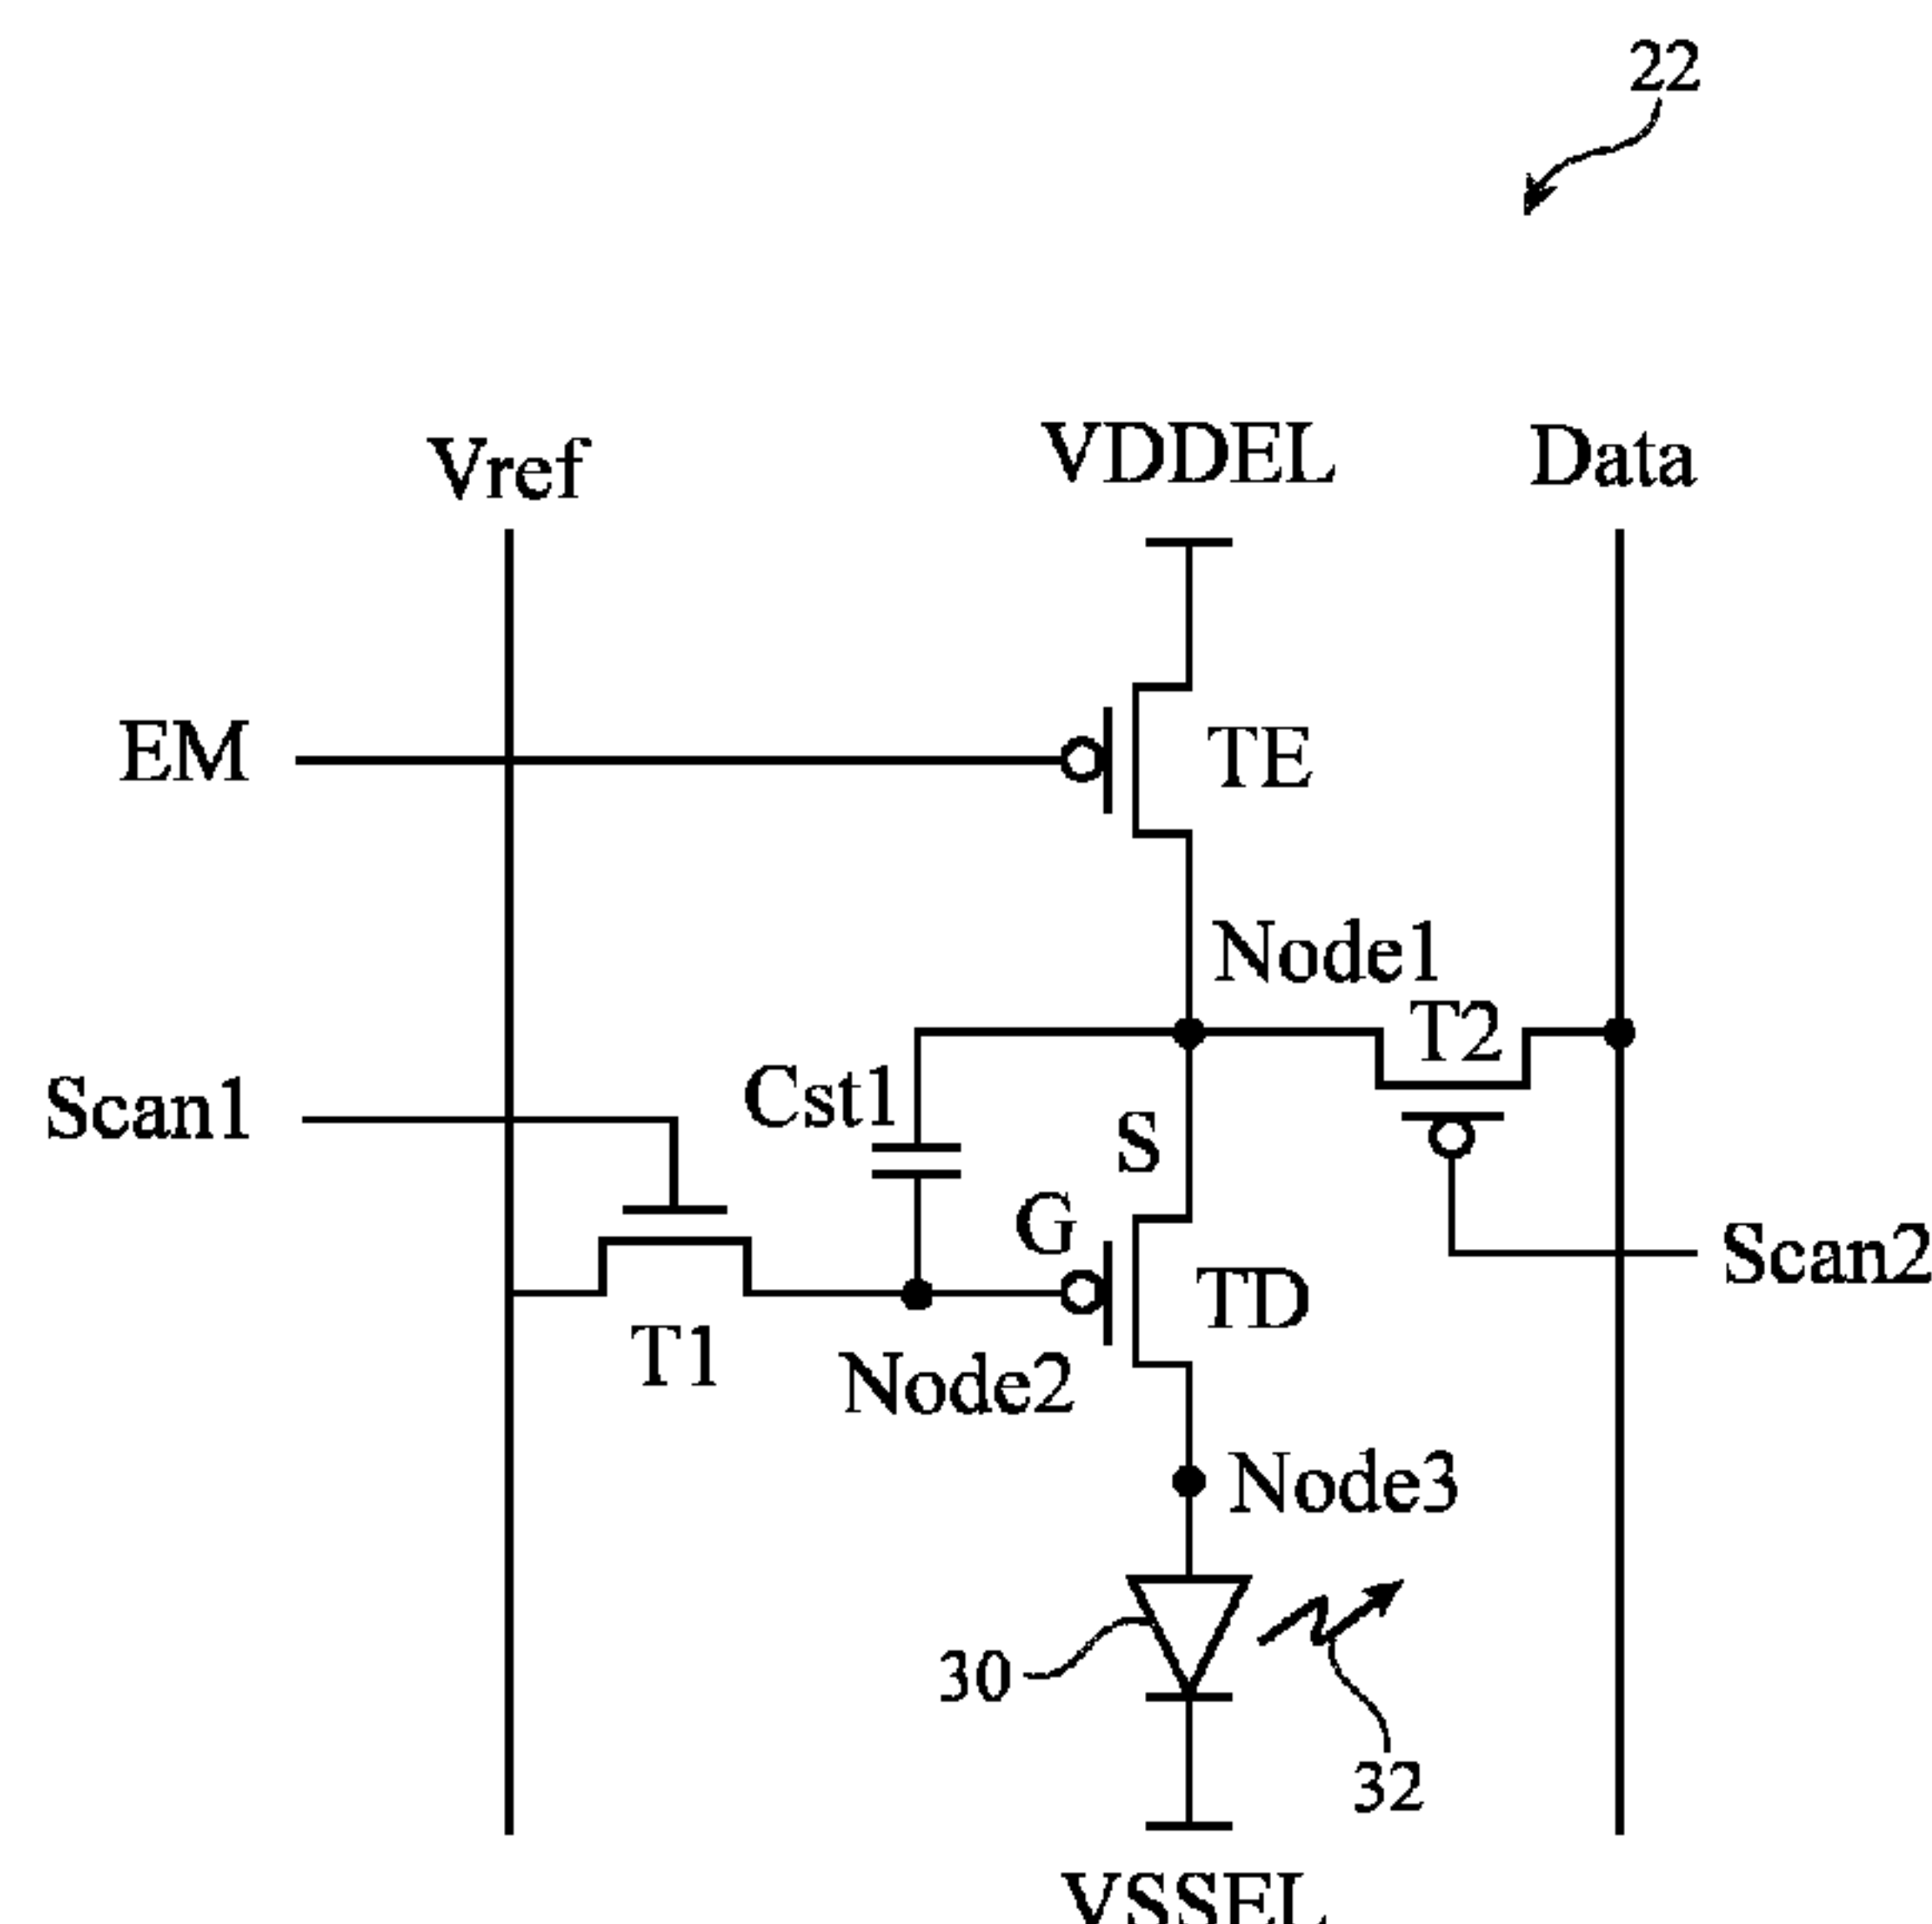 22
Vref
VDDEL
Data
EM
TE
Node1
T2
Scan1
Cst1
S
G
Scan2
TD
T1
Node2
Node3
30
32
VSSEL